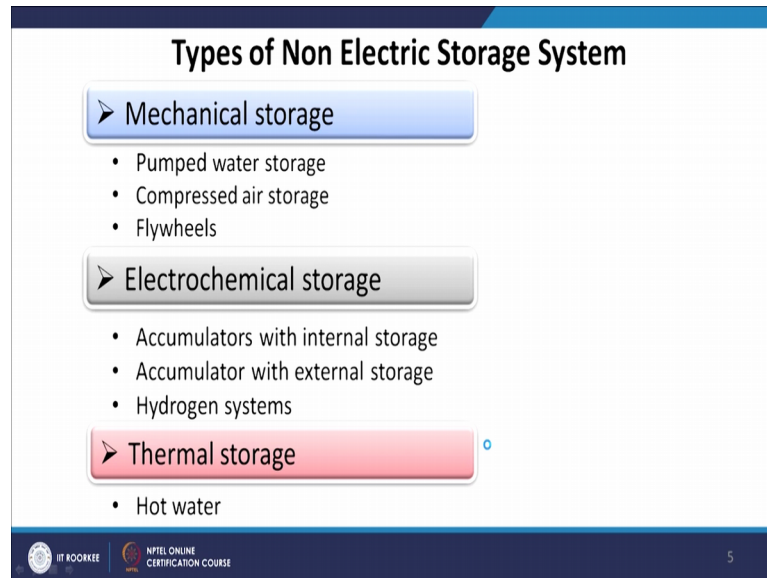 Types of Non Electric Storage System
➢ Mechanical storage
• Pumped water storage
• Compressed air storage
• Flywheels
➢ Electrochemical storage
• Accumulators with internal storage
• Accumulator with external storage
• Hydrogen systems
➢ Thermal storage
• Hot water
IIT ROORKEE
NPTEL ONLINE
CERTIFICATION COURSE
5